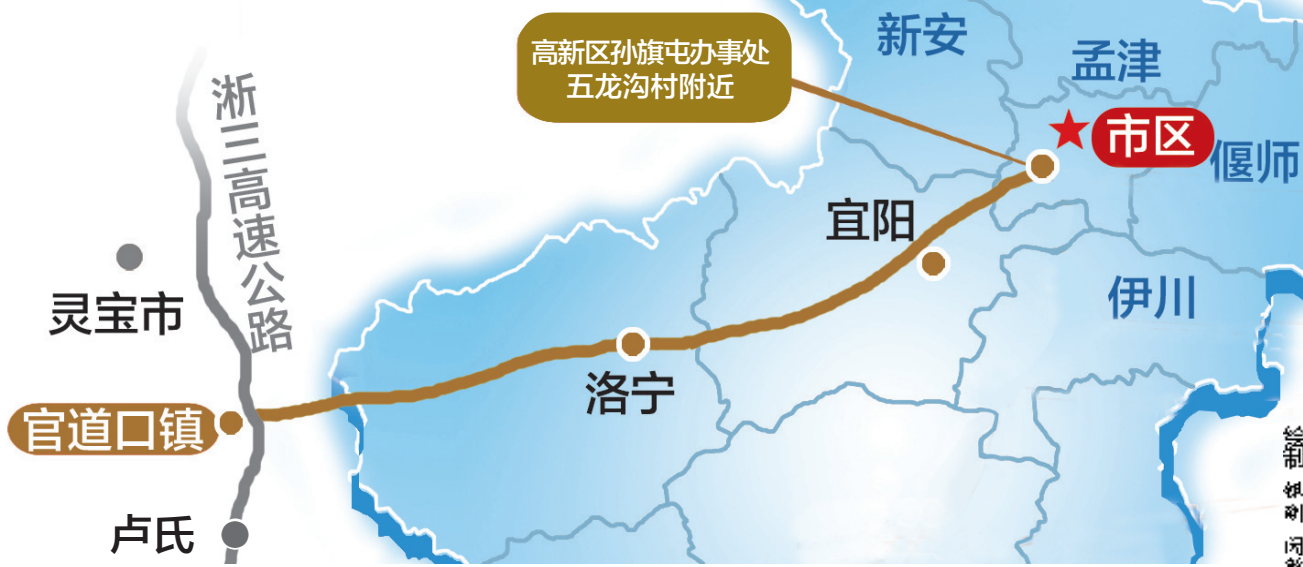 高新区孙旗屯办事处
五龙沟村附近
新安
孟津
市区
偃师
淅三高速公路
宜阳
灵宝市
伊川
洛宁
官道口镇
卢氏